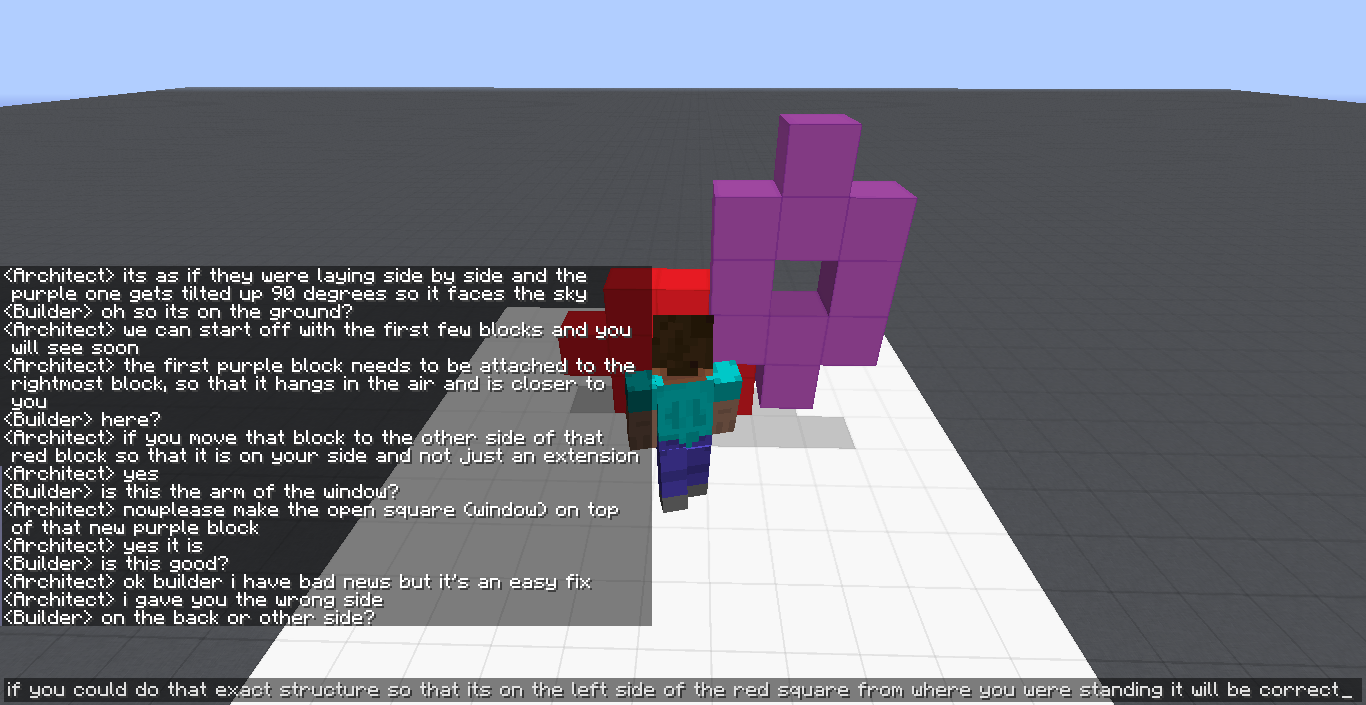 <Architect> its as if they were laying side by side and the
purple one gets tilted up 90 degrees so it faces the sky
<Builder> oh so its on the ground?
<Architect> we can start off with the first few blocks and you
will see soon
<Architect> the first purple block needs to be attached to the
rightmost block, so that it hangs in the air and is closer to
you
<Builder> here?
<Architect> if you move that block to the other side of that
red block so that it is on your side and not just an extension
<Architect> yes
<Builder> is this the arm of the window?
<Architect> nowplease make the open square (window) on top
of that new purple block
<Architect> yes it is
<Builder> is this good?
<Architect> ok builder i have bad news but it's an easy fix
<Architect> i gave you the wrong side
<Builder> on the back or other side?
if you could do that exact structure so that its on the left side of the red square from where you were standing it will be correct_